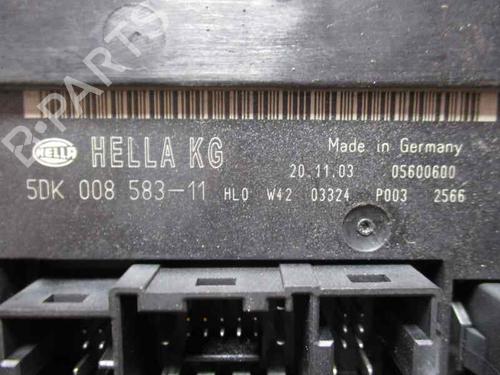 HELLA
HELLA KG
Made in Germany
20.11.03 05600600
5DK 008 583-11 HLO W42 03324 P003 2566
B-PARTS